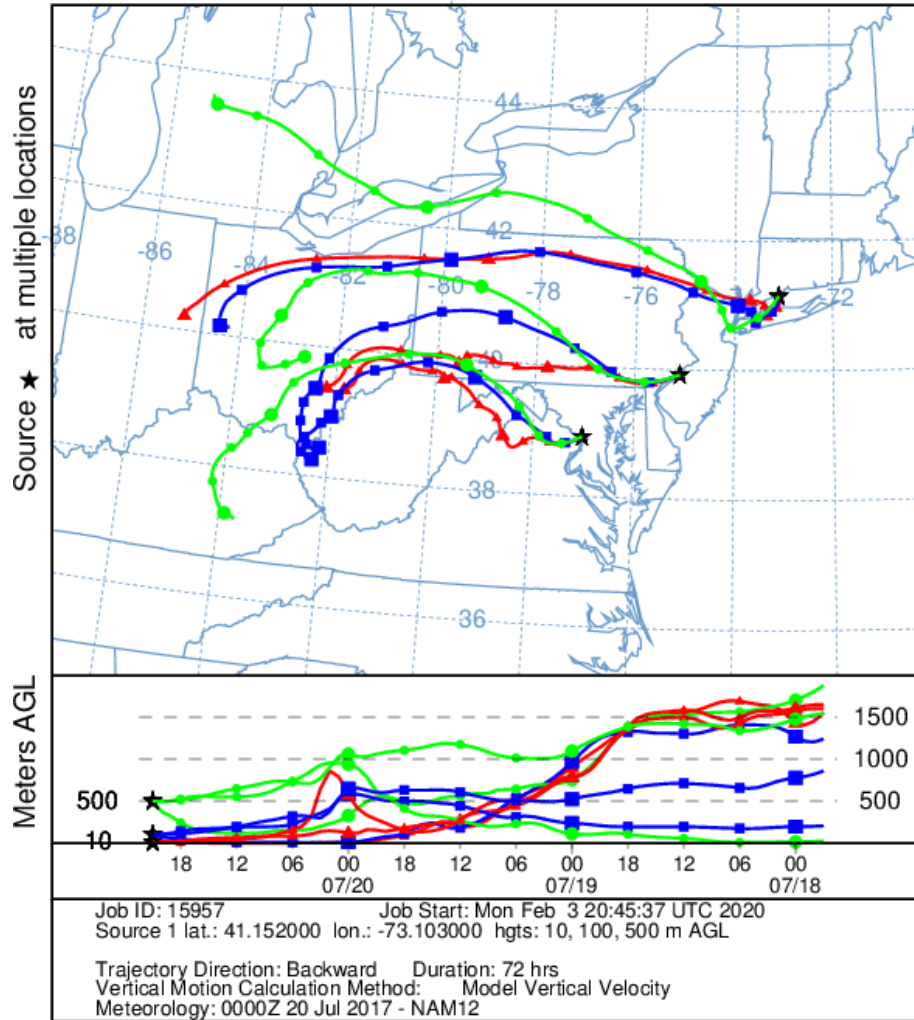 Source ★ at multiple locations
44
42
-88
-86
-84
-82
-80
-78
-76
-74
-72
40
38
36
Meters AGL
1500
1000
500
500
10
18 12 06 00 18 12 06 00 18 12 06 00
07/20 07/19 07/18
Job ID: 15957 Job Start: Mon Feb 3 20:45:37 UTC 2020
Source 1 lat.: 41.152000 lon.: -73.103000 hgts: 10, 100, 500 m AGL
Trajectory Direction: Backward Duration: 72 hrs
Vertical Motion Calculation Method: Model Vertical Velocity
Meteorology: 0000Z 20 Jul 2017 - NAM12